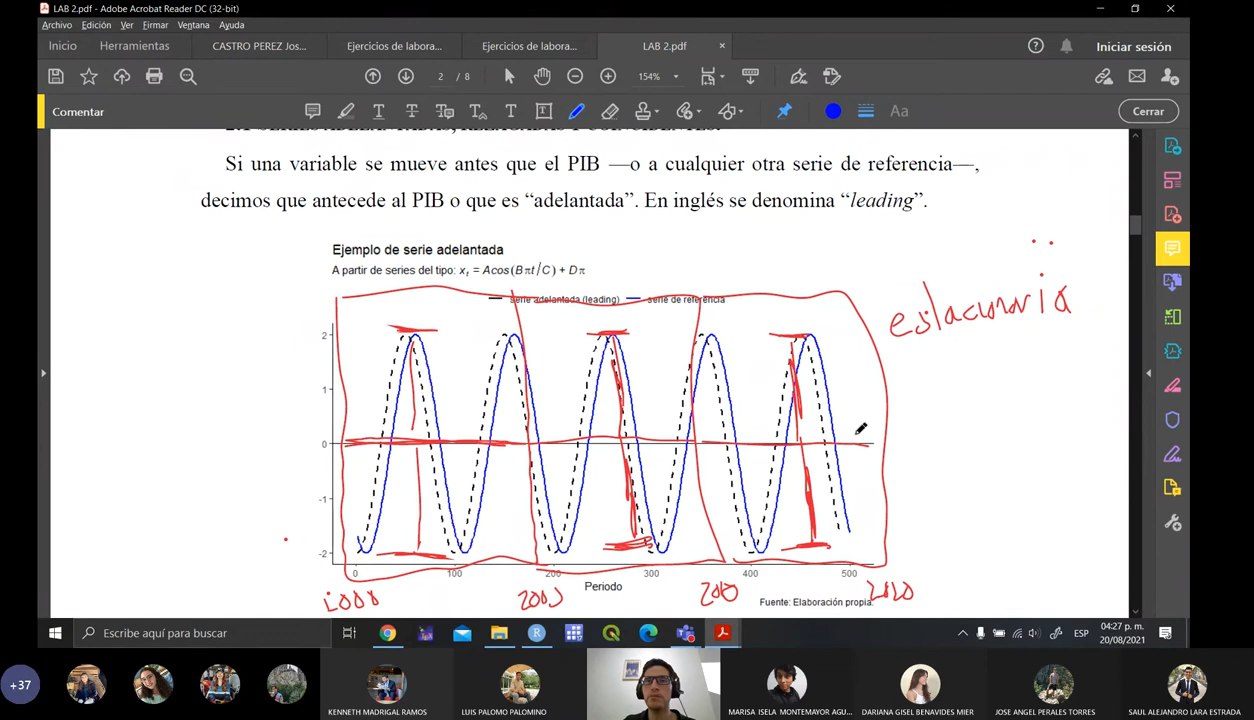 LAB 2.pdf - Adobe Acrobat Reader DC (32-bit)
Archivo Edición Ver Firmar Ventana Ayuda
Inicio Herramientas CASTRO PEREZ Jos... Ejercicios de labora... Ejercicios de labora... LAB 2.pdf × Iniciar sesión
2 / 8 154%
Comentar Aa Cerrar
Si una variable se mueve antes que el PIB —o a cualquier otra serie de referencia—,
decimos que antecede al PIB o que es “adelantada”. En inglés se denomina “leading”.
Ejemplo de serie adelantada
A partir de series del tipo: xt = Acos(Bπt/C) + Dπ
serie adelantada (leading) serie de referencia
estacionaria
2
1
0
-1
-2
0 100 200 300 400 500
Periodo
2000 2010 2020
Fuente: Elaboración propia.
Escribe aquí para buscar
ESP
04:27 p. m.
20/08/2021
+37
KENNETH MADRIGAL RAMOS LUIS PALOMO PALOMINO MARISA ISELA MONTEMAYOR AGU... DARIANA GISEL BENAVIDES MIER JOSE ANGEL PERALES TORRES SAUL ALEJANDRO LARA ESTRADA